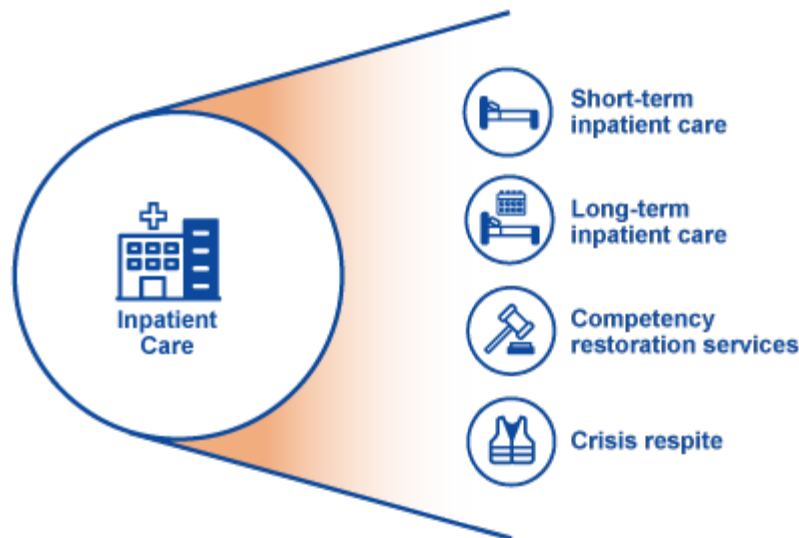 Inpatient
Care
Short-term
inpatient care
Long-term
inpatient care
Competency
restoration services
Crisis respite